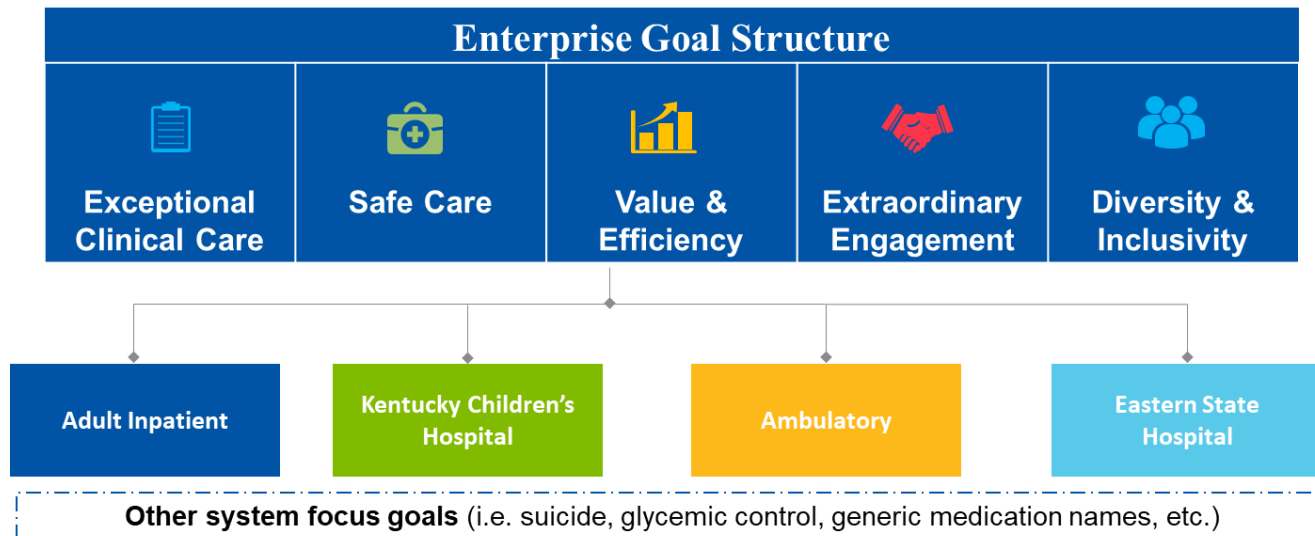 Enterprise Goal Structure
Exceptional
Clinical Care
Safe Care
Value &
Efficiency
Extraordinary
Engagement
Diversity &
Inclusivity
Adult Inpatient
Kentucky Children's
Hospital
Ambulatory
Eastern State
Hospital
Other system focus goals (i.e. suicide, glycemic control, generic medication names, etc.)